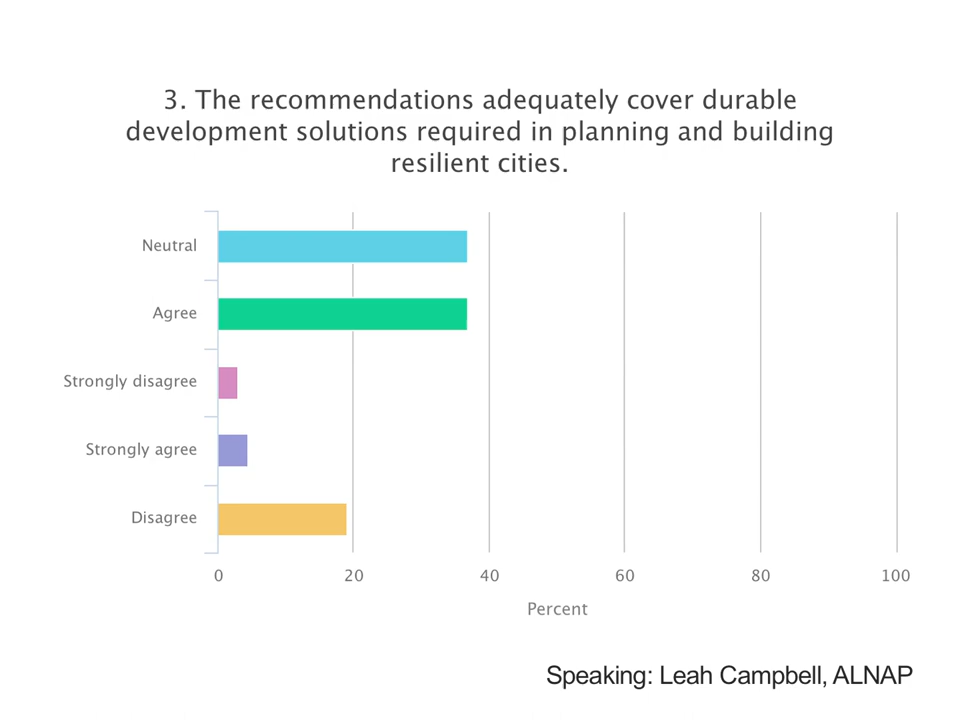 3. The recommendations adequately cover durable
development solutions required in planning and building
resilient cities.
Neutral
Agree
Strongly disagree
Strongly agree
Disagree
0 20 40 60 80 100
Percent
Speaking: Leah Campbell, ALNAP